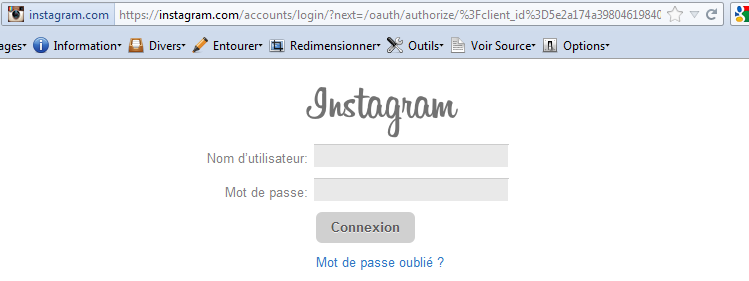 instagram.com https://instagram.com/accounts/login/?next=/oauth/authorize/%3Fclient_id%3D5e2a174a39804619840
ages Information Divers Entourer Redimensionner Outils Voir Source Options
Instagram
Nom d'utilisateur:
Mot de passe:
Connexion
Mot de passe oublié ?